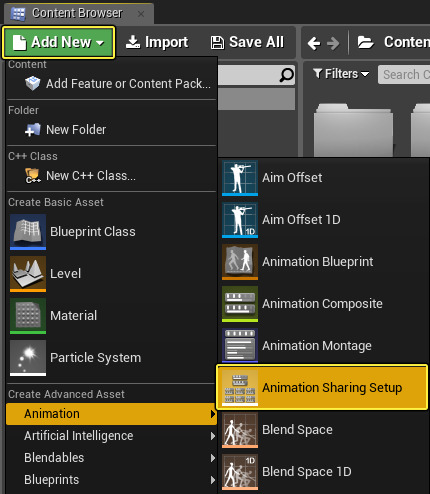 Content Browser
Add New
Import
Save All
Conten
Content
Add Feature or Content Pack...
Filters
Search C
Folder
New Folder
C++ Class
New C++ Class...
Create Basic Asset
Blueprint Class
Level
Material
Particle System
Create Advanced Asset
Animation
Artificial Intelligence
Blendables
Blueprints
Aim Offset
1D
Aim Offset 1D
Animation Blueprint
Animation Composite
Animation Montage
Animation Sharing Setup
Blend Space
1D
Blend Space 1D